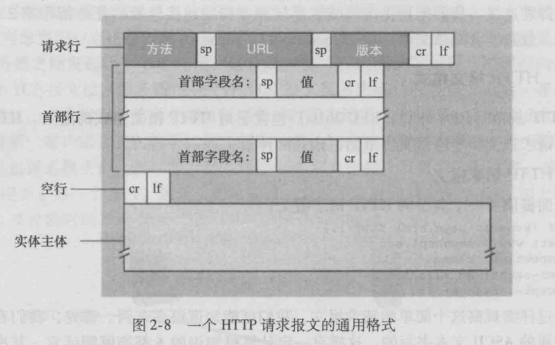 请求行 方法 sp URL sp 版本 cr lf
首部字段名: sp 值 cr lf
首部行
首部字段名: sp 值 cr lf
空行 cr lf
实体主体
图 2-8 一个 HTTP 请求报文的通用格式